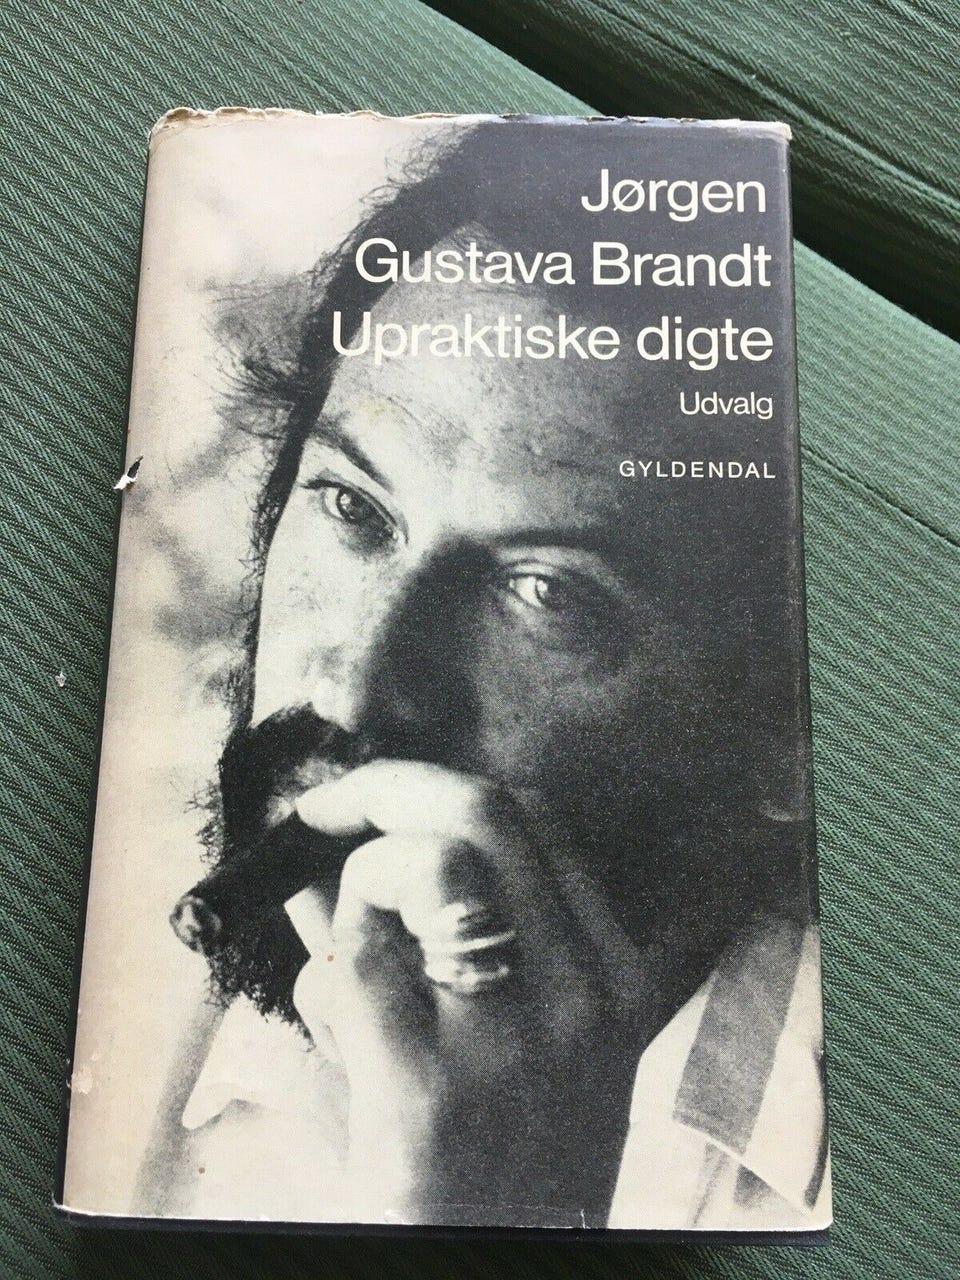 Jørgen
Gustava Brandt
Upraktiske digte
Udvalg
GYLDENDAL